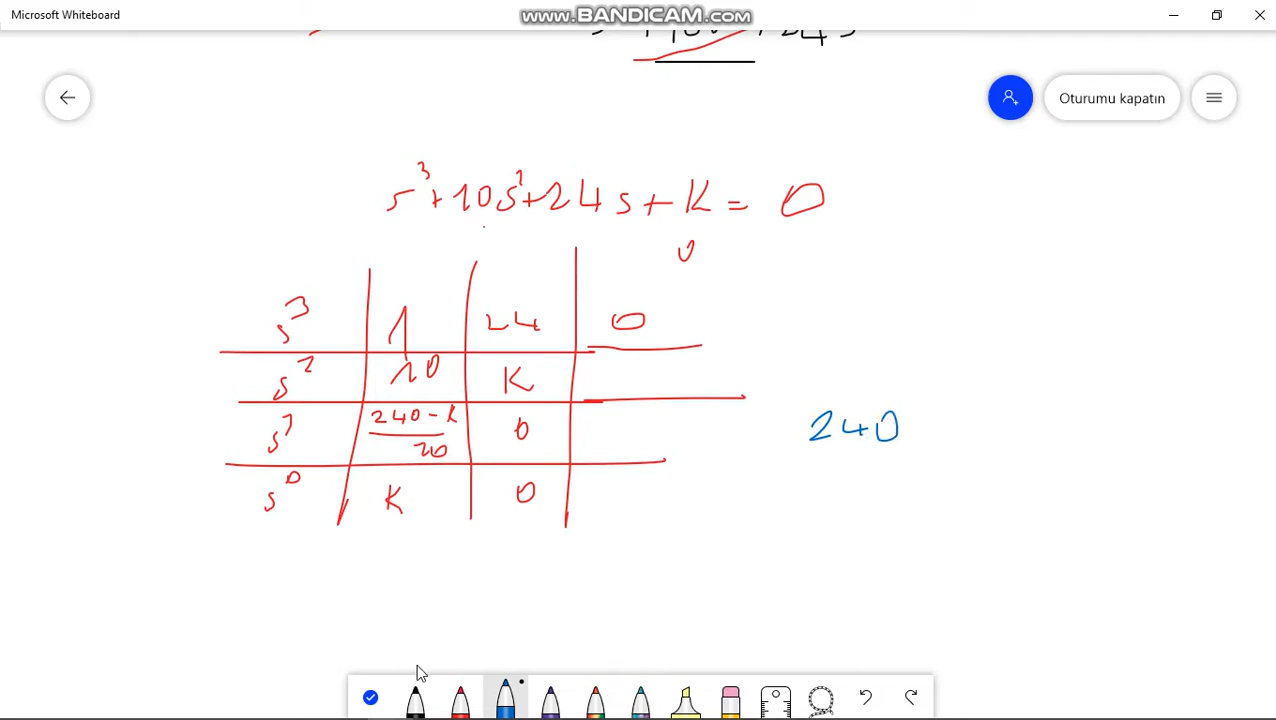 Microsoft Whiteboard
www.BANDICAM.com
Oturumu kapatın
s³+10s²+24s+K = 0
0
s³ 1 24 0
s² 10 K
s¹ 240-K/10 0
240
s⁰ K 0